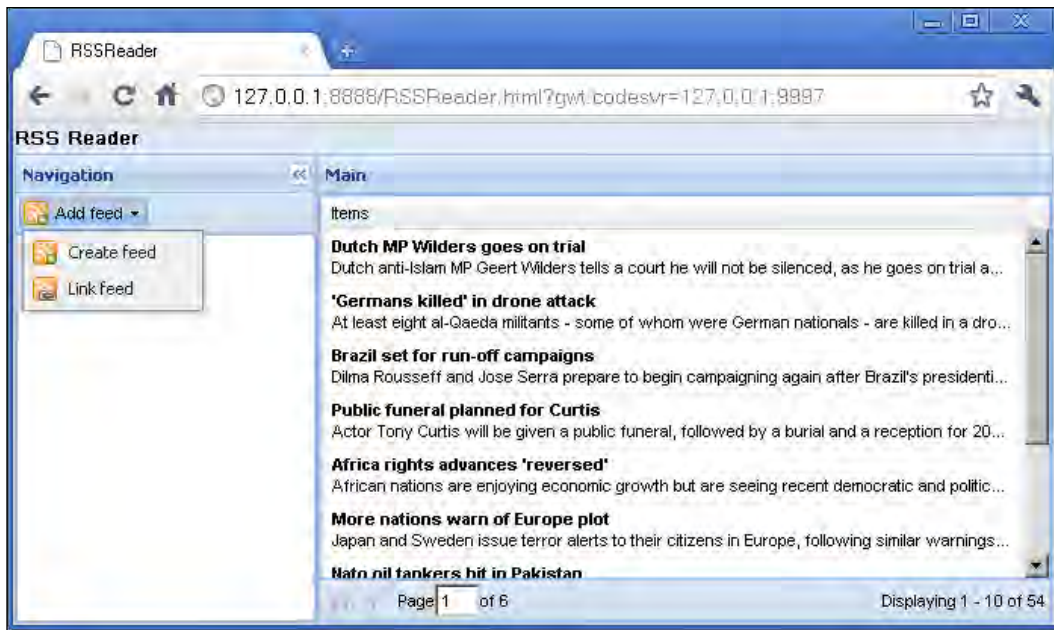 RSSReader
127.0.0.1:8888/RSSReader.html?gwt.codesvr=127.0.0.1:9997
RSS Reader
Navigation
Main
Add feed
Items
Create feed
Link feed
Dutch MP Wilders goes on trial
Dutch anti-Islam MP Geert Wilders tells a court he will not be silenced, as he goes on trial a...
'Germans killed' in drone attack
At least eight al-Qaeda militants - some of whom were German nationals - are killed in a dro...
Brazil set for run-off campaigns
Dilma Rousseff and Jose Serra prepare to begin campaigning again after Brazil's presidenti...
Public funeral planned for Curtis
Actor Tony Curtis will be given a public funeral, followed by a burial and a reception for 20...
Africa rights advances 'reversed'
African nations are enjoying economic growth but are seeing recent democratic and politic...
More nations warn of Europe plot
Japan and Sweden issue terror alerts to their citizens in Europe, following similar warnings...
Nato oil tankers hit in Pakistan
Page 1 of 6
Displaying 1 - 10 of 54